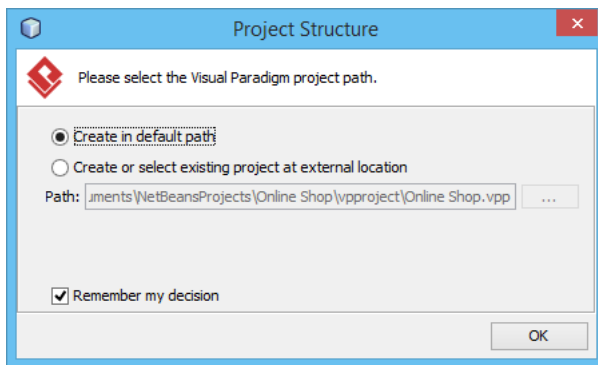 Project Structure
Please select the Visual Paradigm project path.
Create in default path
Create or select existing project at external location
Path: uments\NetBeansProjects\Online Shop\vpproject\Online Shop.vpp ...
Remember my decision
OK